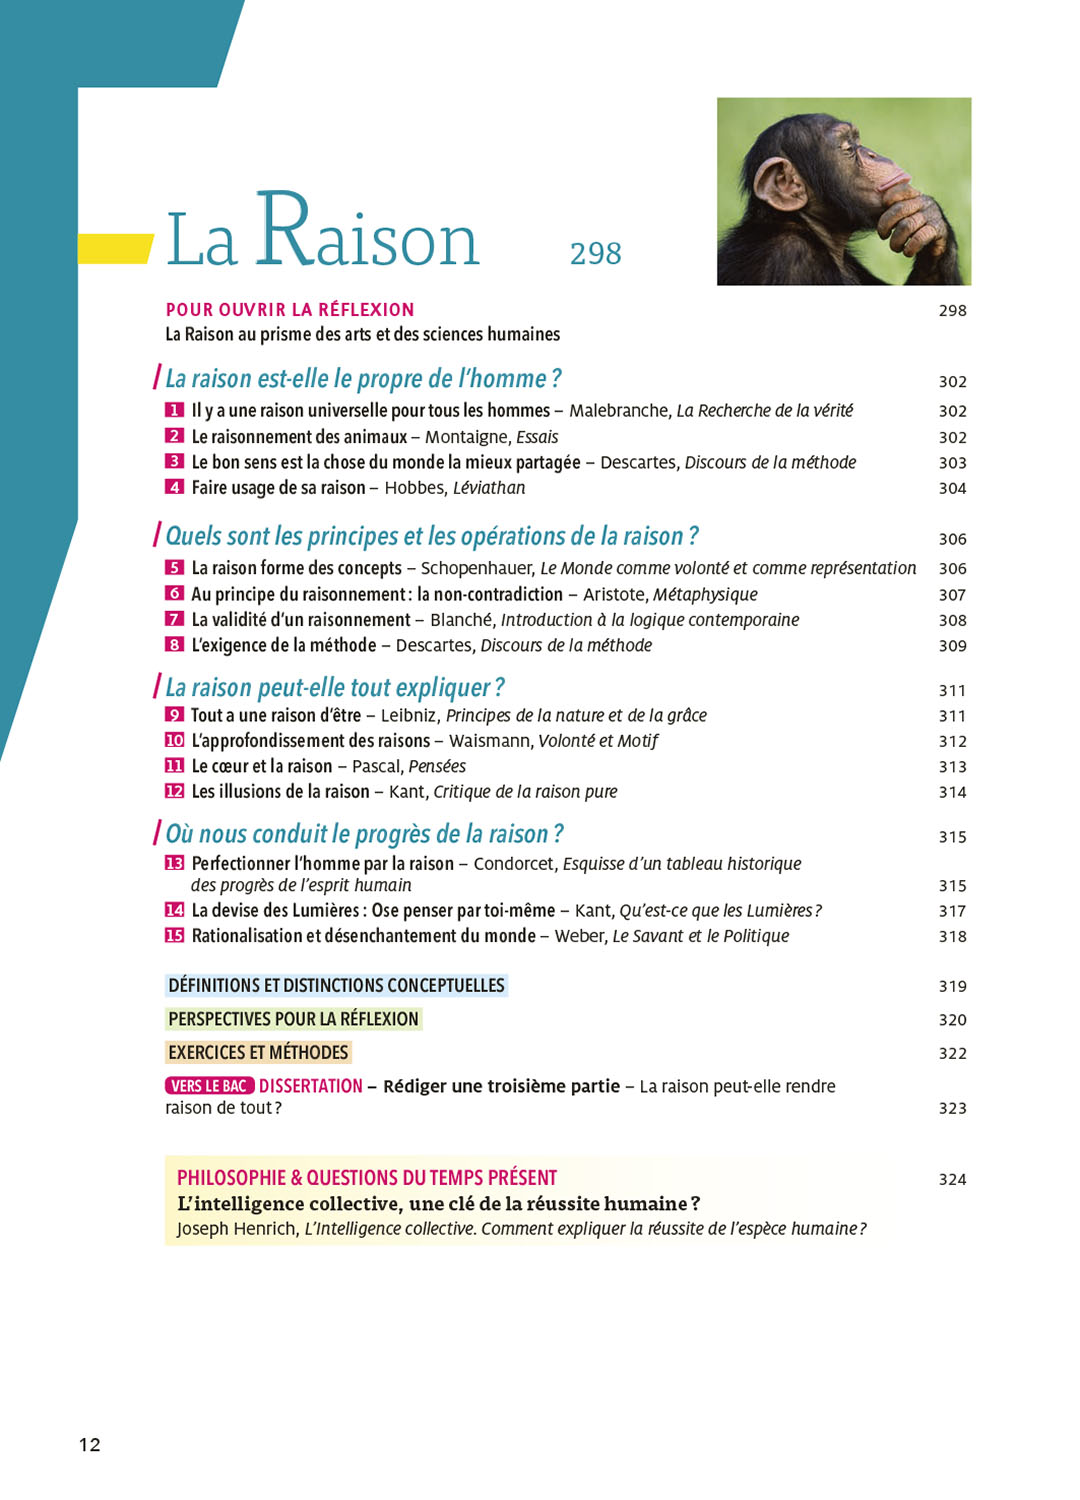 La Raison 298
POUR OUVRIR LA RÉFLEXION 298
La Raison au prisme des arts et des sciences humaines
La raison est-elle le propre de l'homme ? 302
1 Il y a une raison universelle pour tous les hommes – Malebranche, La Recherche de la vérité 302
2 Le raisonnement des animaux – Montaigne, Essais 302
3 Le bon sens est la chose du monde la mieux partagée – Descartes, Discours de la méthode 303
4 Faire usage de sa raison – Hobbes, Léviathan 304
Quels sont les principes et les opérations de la raison ? 306
5 La raison forme des concepts – Schopenhauer, Le Monde comme volonté et comme représentation 306
6 Au principe du raisonnement : la non-contradiction – Aristote, Métaphysique 307
7 La validité d'un raisonnement – Blanché, Introduction à la logique contemporaine 308
8 L'exigence de la méthode – Descartes, Discours de la méthode 309
La raison peut-elle tout expliquer ? 311
9 Tout a une raison d'être – Leibniz, Principes de la nature et de la grâce 311
10 L'approfondissement des raisons – Waismann, Volonté et Motif 312
11 Le cœur et la raison – Pascal, Pensées 313
12 Les illusions de la raison – Kant, Critique de la raison pure 314
Où nous conduit le progrès de la raison ? 315
13 Perfectionner l'homme par la raison – Condorcet, Esquisse d'un tableau historique
des progrès de l'esprit humain 315
14 La devise des Lumières : Ose penser par toi-même – Kant, Qu'est-ce que les Lumières ? 317
15 Rationalisation et désenchantement du monde – Weber, Le Savant et le Politique 318
DÉFINITIONS ET DISTINCTIONS CONCEPTUELLES 319
PERSPECTIVES POUR LA RÉFLEXION 320
EXERCICES ET MÉTHODES 322
VERS LE BAC DISSERTATION – Rédiger une troisième partie – La raison peut-elle rendre
raison de tout ? 323
PHILOSOPHIE & QUESTIONS DU TEMPS PRÉSENT 324
L'intelligence collective, une clé de la réussite humaine ?
Joseph Henrich, L'Intelligence collective. Comment expliquer la réussite de l'espèce humaine ?
12